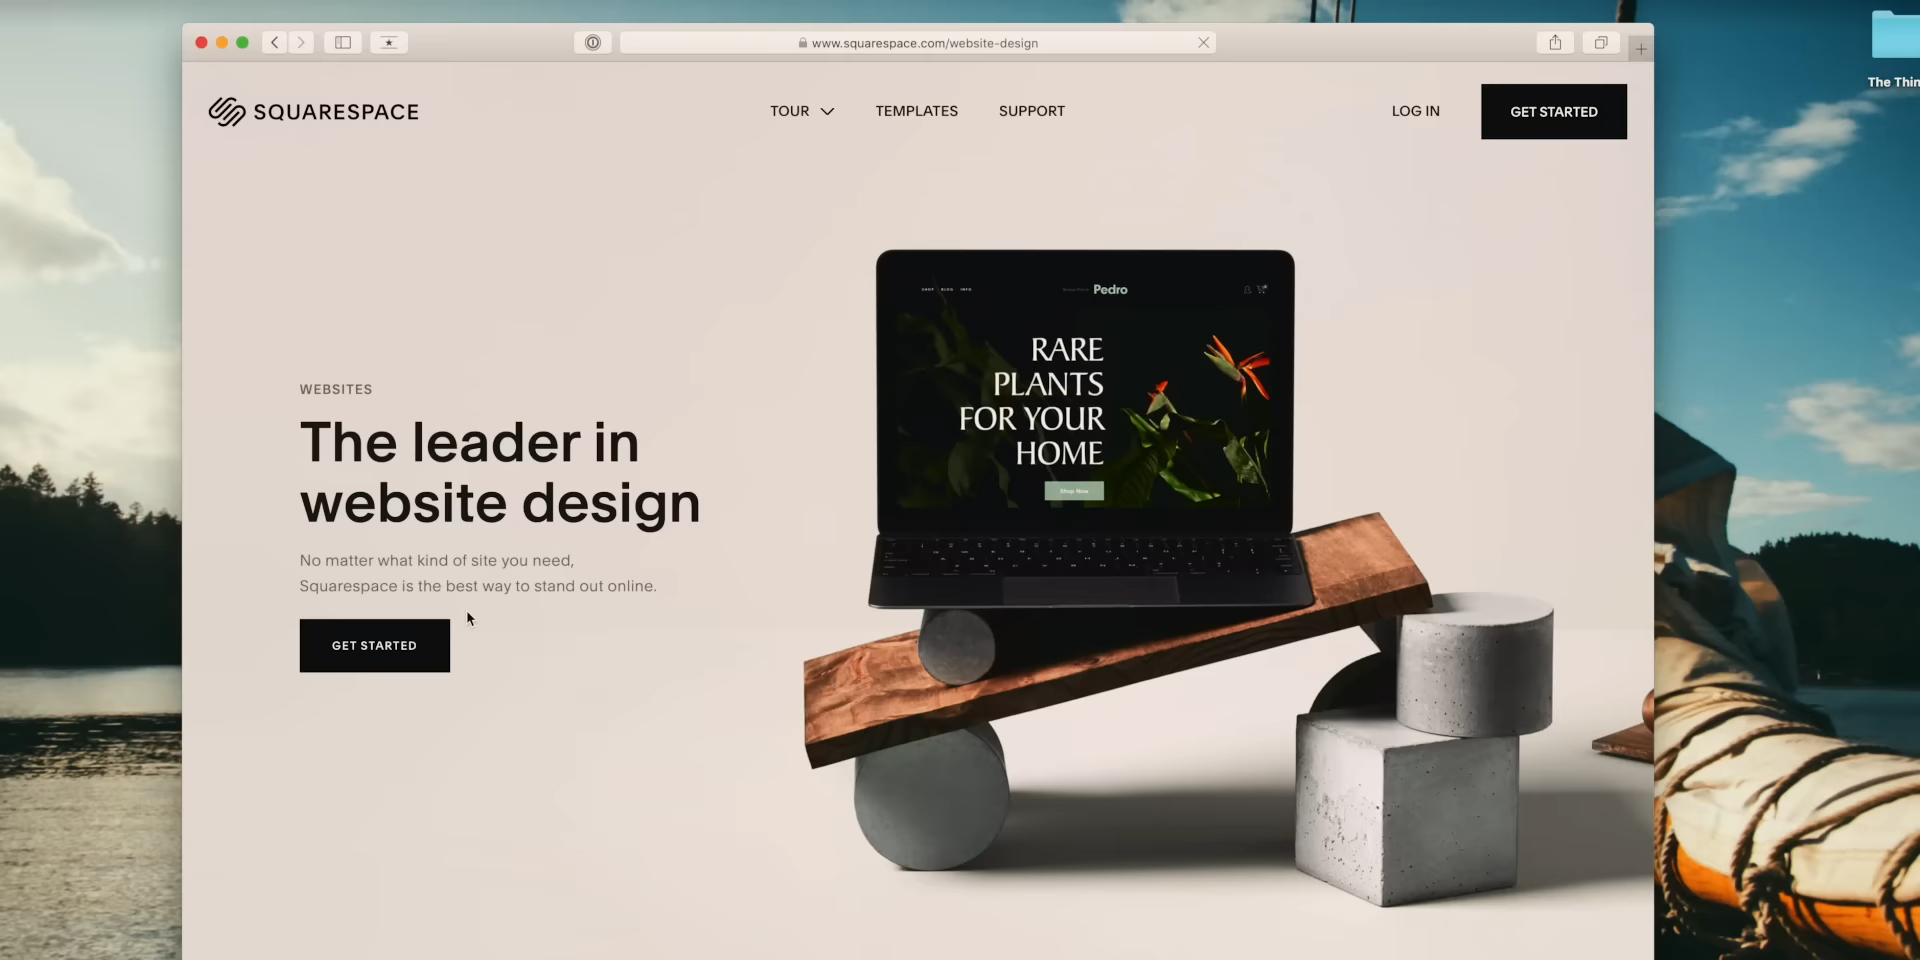 www.squarespace.com/website-design
The Thin
SQUARESPACE
TOUR
TEMPLATES
SUPPORT
LOG IN
GET STARTED
SHOP BLOG INFO
Pedro
RARE
PLANTS
FOR YOUR
HOME
Shop Now
WEBSITES
The leader in
website design
No matter what kind of site you need,
Squarespace is the best way to stand out online.
GET STARTED